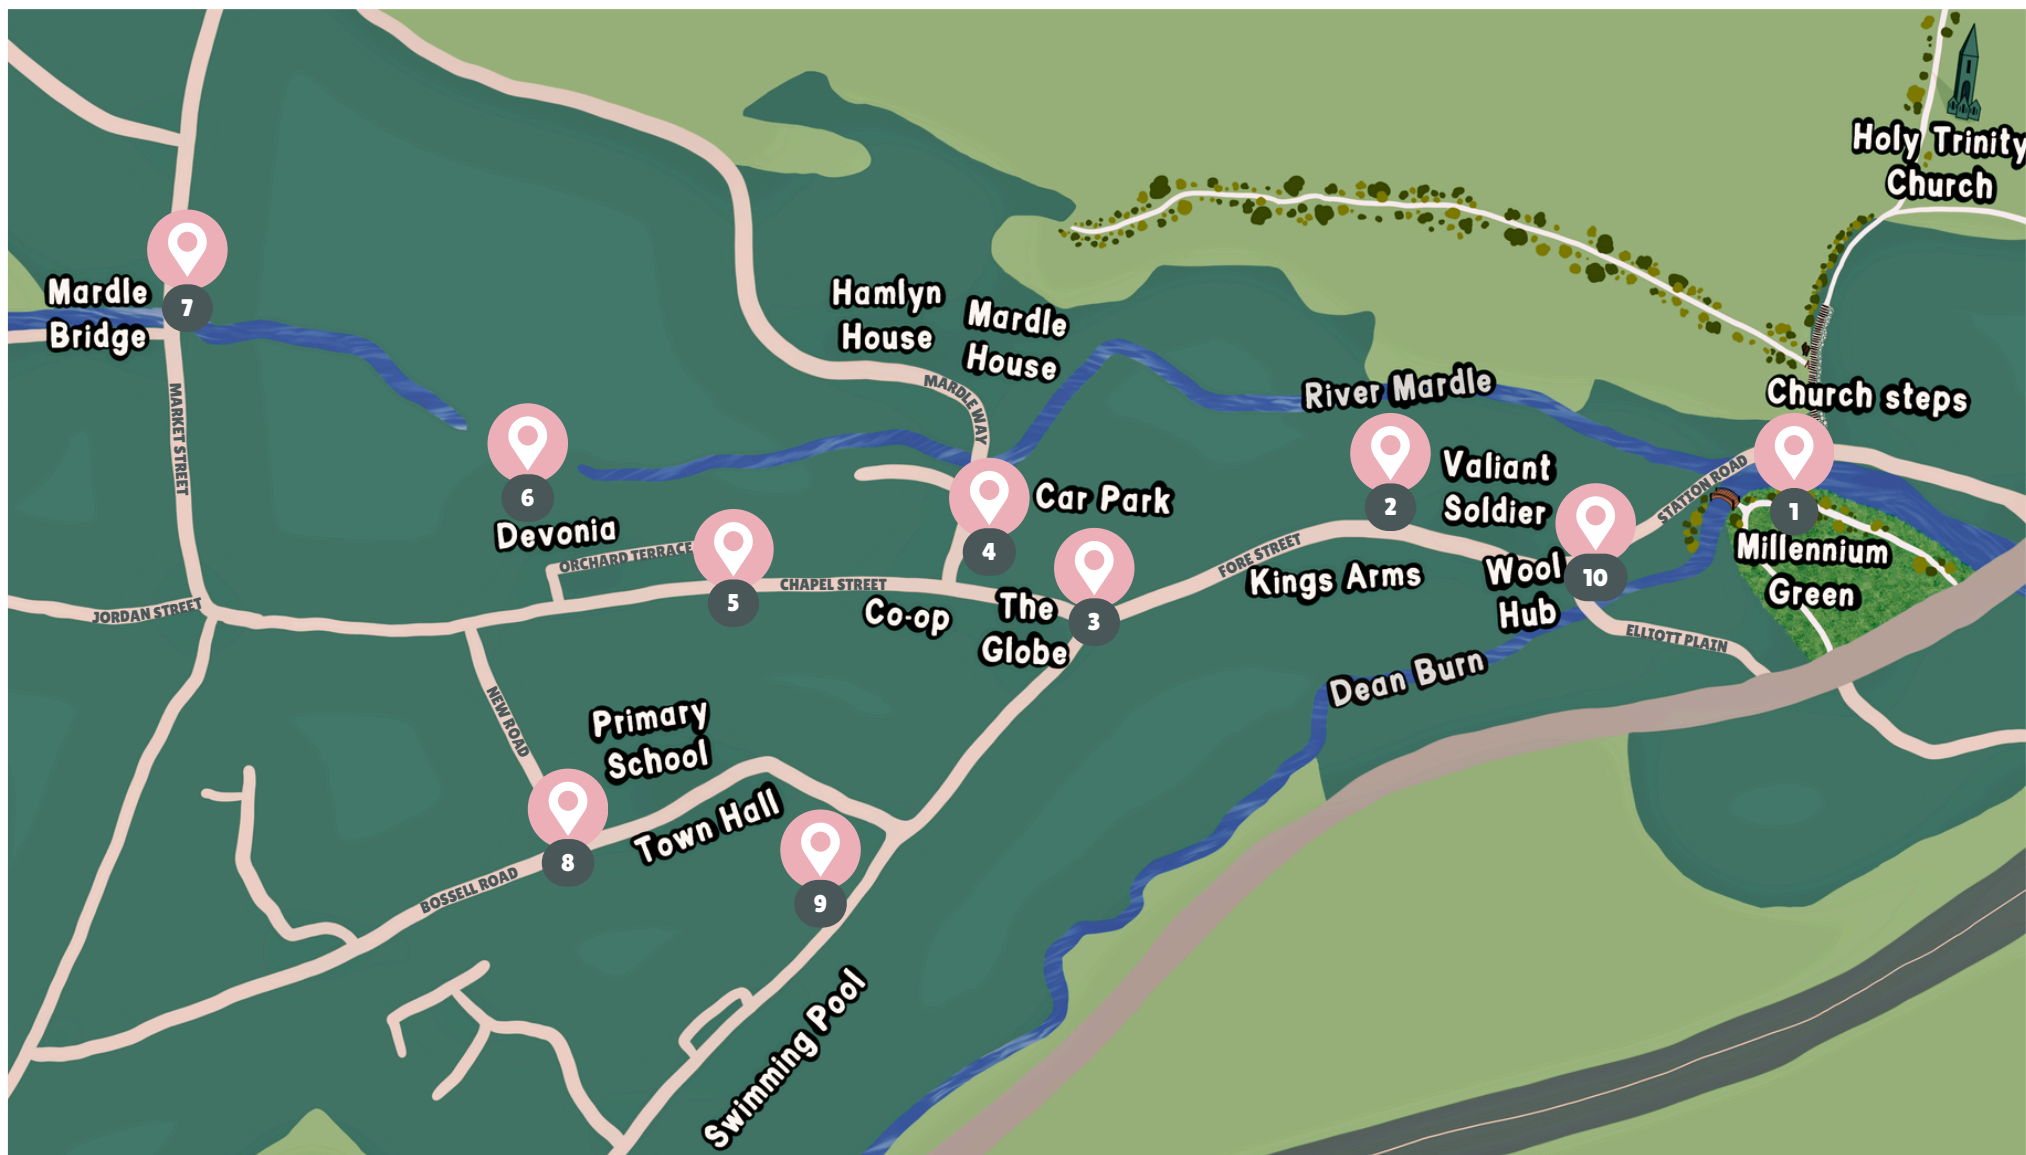 Holy Trinity
Church
7
Mardle
Bridge
Hamlyn
House
Mardle
House
MARDLE WAY
River Mardle
Church steps
MARKET STREET
6
Devonia
ORCHARD TERRACE
5
CHAPEL STREET
Car Park
4
2
Valiant
Soldier
STATION ROAD
1
Millennium
Green
FORE STREET
Kings Arms
Wool
Hub
10
ELLIOTT PLAIN
JORDAN STREET
Co-op
The
Globe
3
Dean Burn
NEW ROAD
Primary
School
Town Hall
8
BOSSELL ROAD
9
Swimming Pool